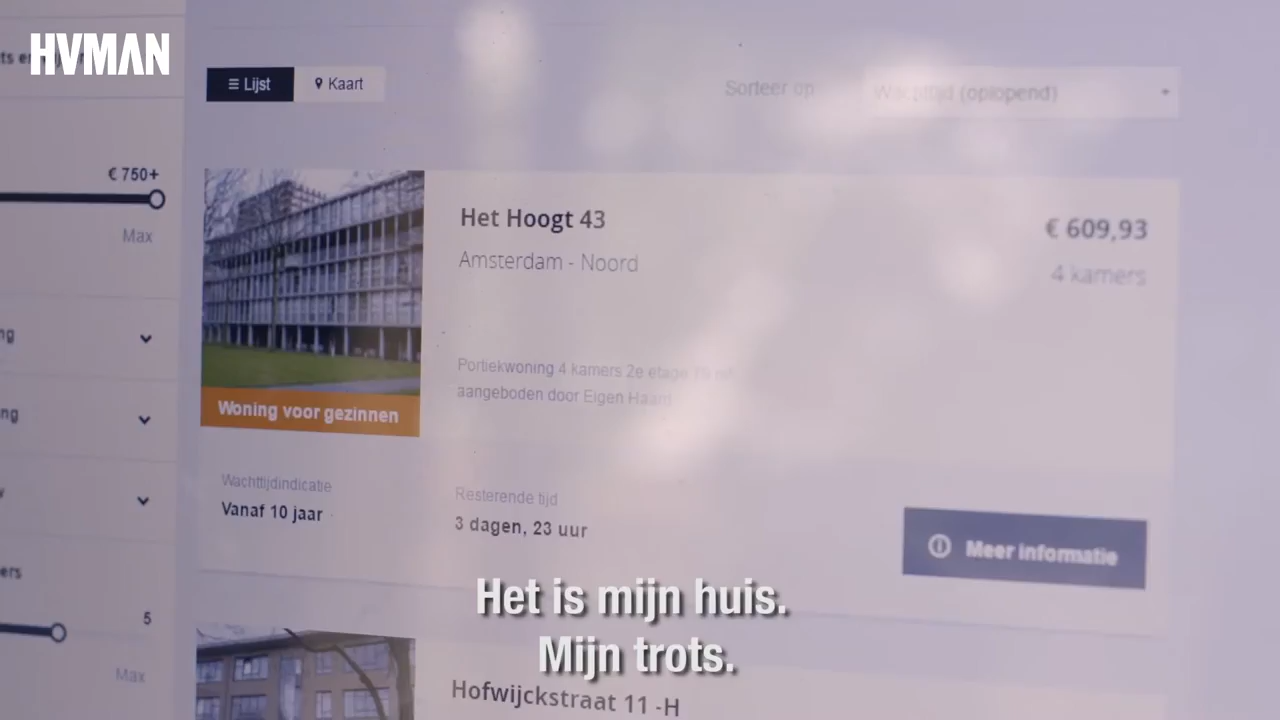 HVMAN
Lijst
Kaart
Sorteer op
Wachttijd (oplopend)
€ 750+
Max
Het Hoogt 43
€ 609,93
Amsterdam - Noord
4 kamers
Portiekwoning 4 kamers 2e etage
aangeboden door Eigen Haard
Woning voor gezinnen
Wachttijdindicatie
Vanaf 10 jaar
Resterende tijd
3 dagen, 23 uur
Meer informatie
5
Max
Het is mijn huis.
Mijn trots.
Hofwijckstraat 11 -H